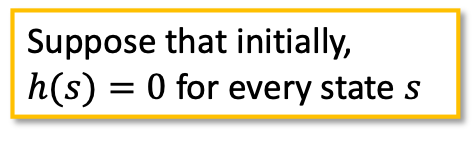 Suppose that initially,
h(s) = 0 for every state s